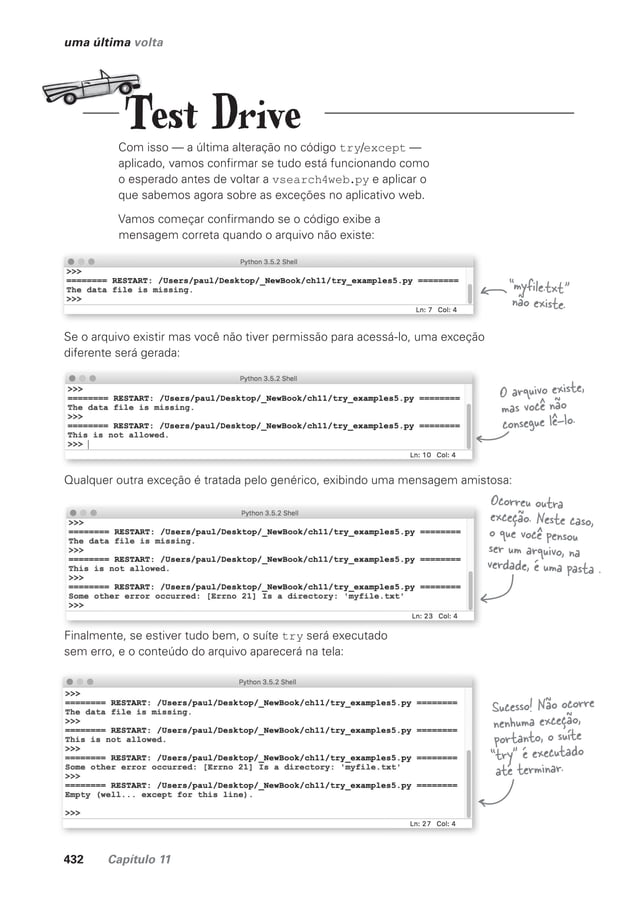 uma última volta
Test Drive
Com isso — a última alteração no código try/except —
aplicado, vamos confirmar se tudo está funcionando como
o esperado antes de voltar a vsearch4web.py e aplicar o
que sabemos agora sobre as exceções no aplicativo web.
Vamos começar confirmando se o código exibe a
mensagem correta quando o arquivo não existe:
Python 3.5.2 Shell
>>>
======== RESTART: /Users/paul/Desktop/_NewBook/ch11/try_examples5.py ========
The data file is missing.
>>>
Ln: 7 Col: 4
"myfile.txt"
não existe.
Se o arquivo existir mas você não tiver permissão para acessá-lo, uma exceção
diferente será gerada:
Python 3.5.2 Shell
>>>
======== RESTART: /Users/paul/Desktop/_NewBook/ch11/try_examples5.py ========
The data file is missing.
>>>
======== RESTART: /Users/paul/Desktop/_NewBook/ch11/try_examples5.py ========
This is not allowed.
>>>
Ln: 10 Col: 4
O arquivo existe,
mas você não
consegue lê-lo.
Qualquer outra exceção é tratada pelo genérico, exibindo uma mensagem amistosa:
Python 3.5.2 Shell
>>>
======== RESTART: /Users/paul/Desktop/_NewBook/ch11/try_examples5.py ========
The data file is missing.
>>>
======== RESTART: /Users/paul/Desktop/_NewBook/ch11/try_examples5.py ========
This is not allowed.
>>>
======== RESTART: /Users/paul/Desktop/_NewBook/ch11/try_examples5.py ========
Some other error occurred: [Errno 21] Is a directory: 'myfile.txt'
>>>
Ln: 23 Col: 4
Ocorreu outra
exceção. Neste caso,
o que você pensou
ser um arquivo, na
verdade, é uma pasta .
Finalmente, se estiver tudo bem, o suíte try será executado
sem erro, e o conteúdo do arquivo aparecerá na tela:
Python 3.5.2 Shell
>>>
======== RESTART: /Users/paul/Desktop/_NewBook/ch11/try_examples5.py ========
The data file is missing.
>>>
======== RESTART: /Users/paul/Desktop/_NewBook/ch11/try_examples5.py ========
This is not allowed.
>>>
======== RESTART: /Users/paul/Desktop/_NewBook/ch11/try_examples5.py ========
Some other error occurred: [Errno 21] Is a directory: 'myfile.txt'
>>>
======== RESTART: /Users/paul/Desktop/_NewBook/ch11/try_examples5.py ========
Empty (well... except for this line).
>>>
Ln: 27 Col: 4
Sucesso! Não ocorre
nenhuma exceção,
portanto, o suíte
"try" é executado
até terminar.
432 Capítulo 11